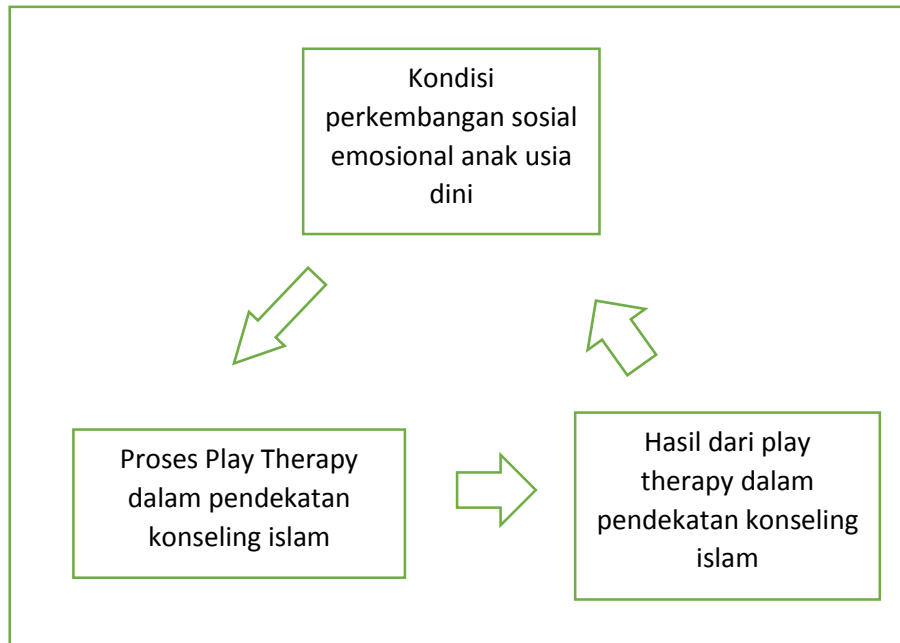 Kondisi
perkembangan sosial
emosional anak usia
dini
Proses Play Therapy
dalam pendekatan
konseling islam
Hasil dari play
therapy dalam
pendekatan konseling
islam